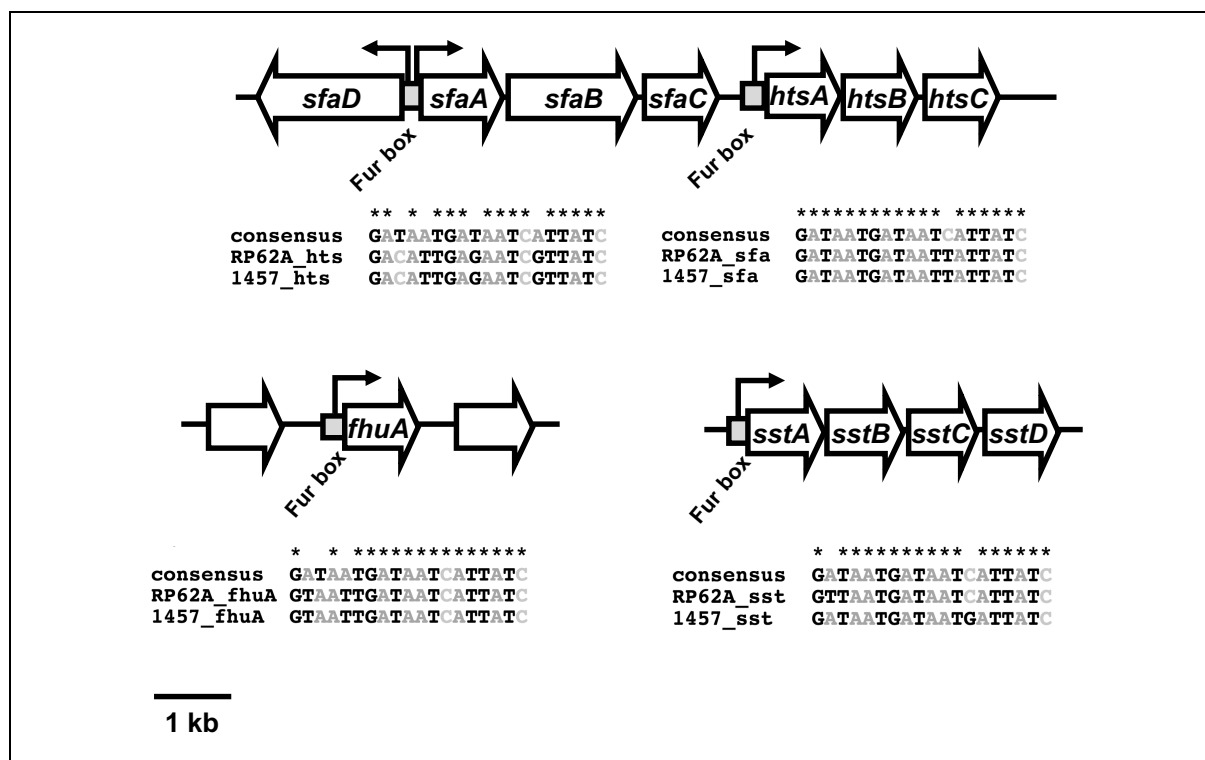 sfaD sfaA sfaB sfaC htsA htsB htsC
Fur box Fur box
** * *** **** *****
consensus GATAATGATAATCATTATC
RP62A_hts GACATTGAGAATCGTTATC
1457_hts GACATTGAGAATCGTTATC
************ ******
consensus GATAATGATAATCATTATC
RP62A_sfa GATAATGATAATTATTATC
1457_sfa GATAATGATAATTATTATC
fhuA
Fur box
* * **************
consensus GATAATGATAATCATTATC
RP62A_fhuA GTAATTGATAATCATTATC
1457_fhuA GTAATTGATAATCATTATC
sstA sstB sstC sstD
Fur box
* ********** ******
consensus GATAATGATAATCATTATC
RP62A_sst GTTAATGATAATCATTATC
1457_sst GATAATGATAATGATTATC
1 kb